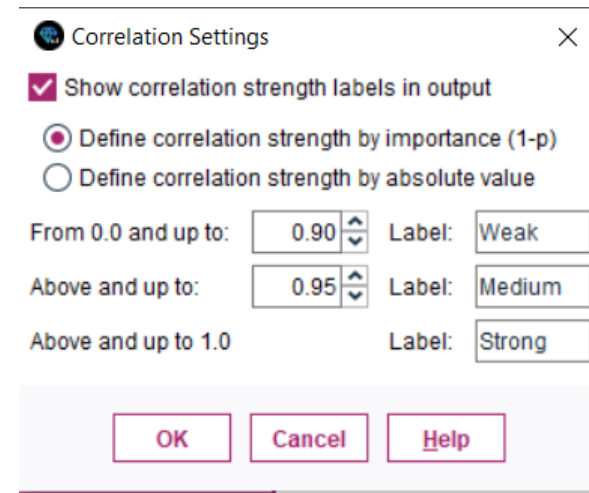 Correlation Settings
Show correlation strength labels in output
Define correlation strength by importance (1-p)
Define correlation strength by absolute value
From 0.0 and up to: 0.90 Label: Weak
Above and up to: 0.95 Label: Medium
Above and up to 1.0 Label: Strong
OK Cancel Help